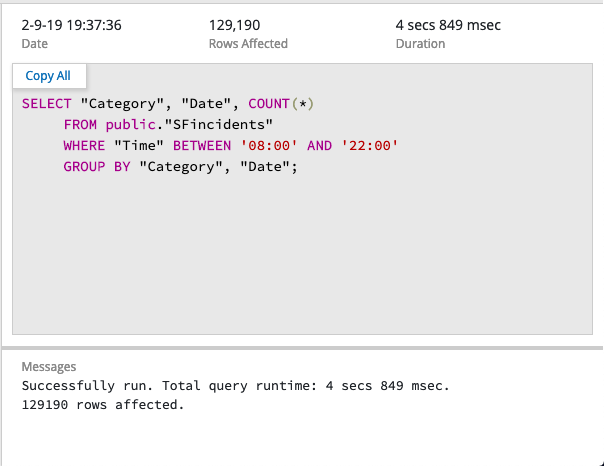 2-9-19 19:37:36 129,190 4 secs 849 msec
Date Rows Affected Duration
Copy All
SELECT "Category", "Date", COUNT(*)
FROM public."SFincidents"
WHERE "Time" BETWEEN '08:00' AND '22:00'
GROUP BY "Category", "Date";
Messages
Successfully run. Total query runtime: 4 secs 849 msec.
129190 rows affected.